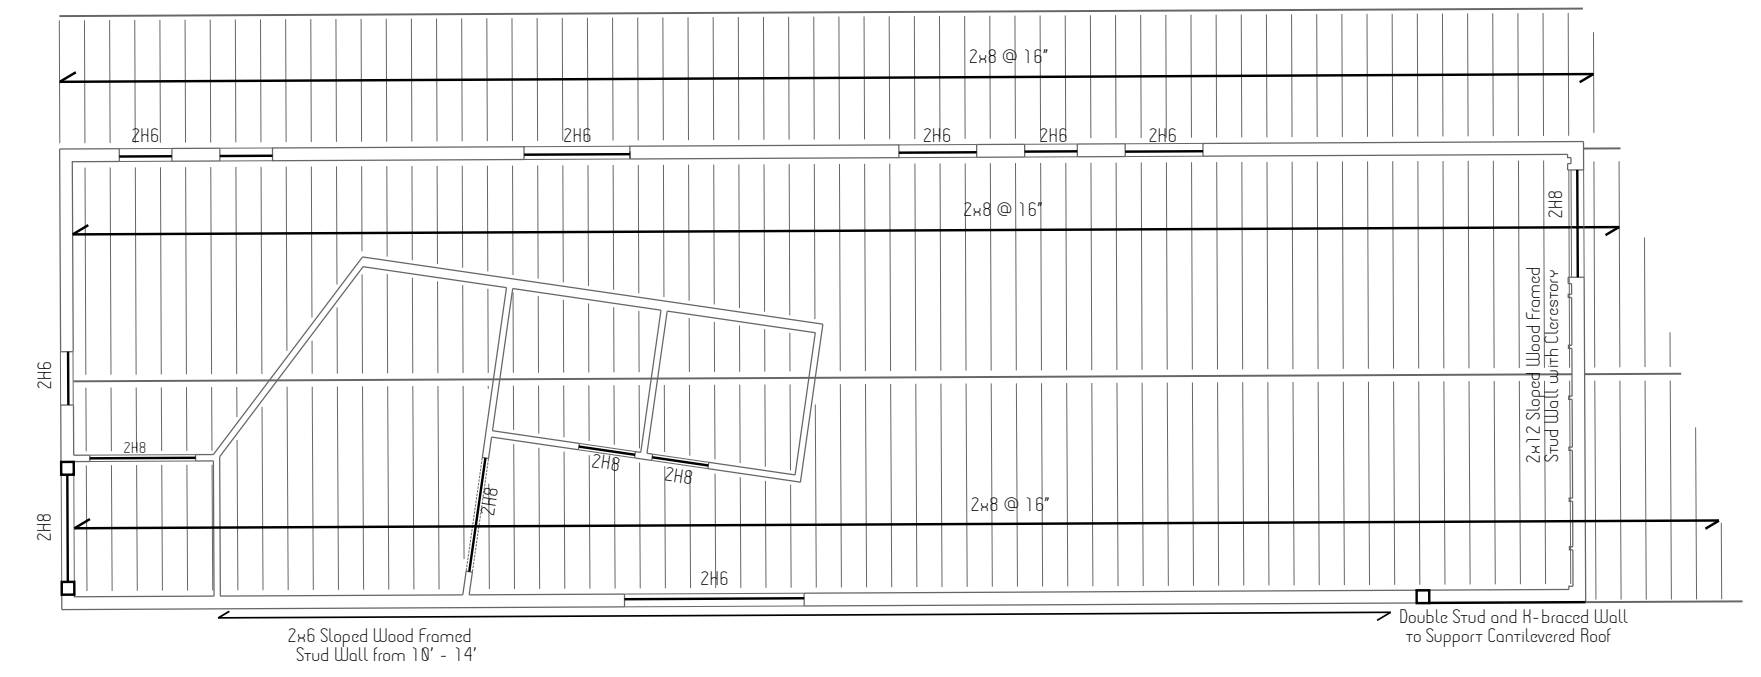 2x8 @ 16"
2H6
2H6
2H6
2H6
2H6
2H8
2x8 @ 16"
2x12 Sloped Wood Framed
Stud Wall with Clerestory
2H6
2H8
2H8
2H8
2H8
2H8
2x8 @ 16"
2H6
2x6 Sloped Wood Framed
Stud Wall from 10' - 14'
Double Stud and K-braced Wall
to Support Cantilevered Roof